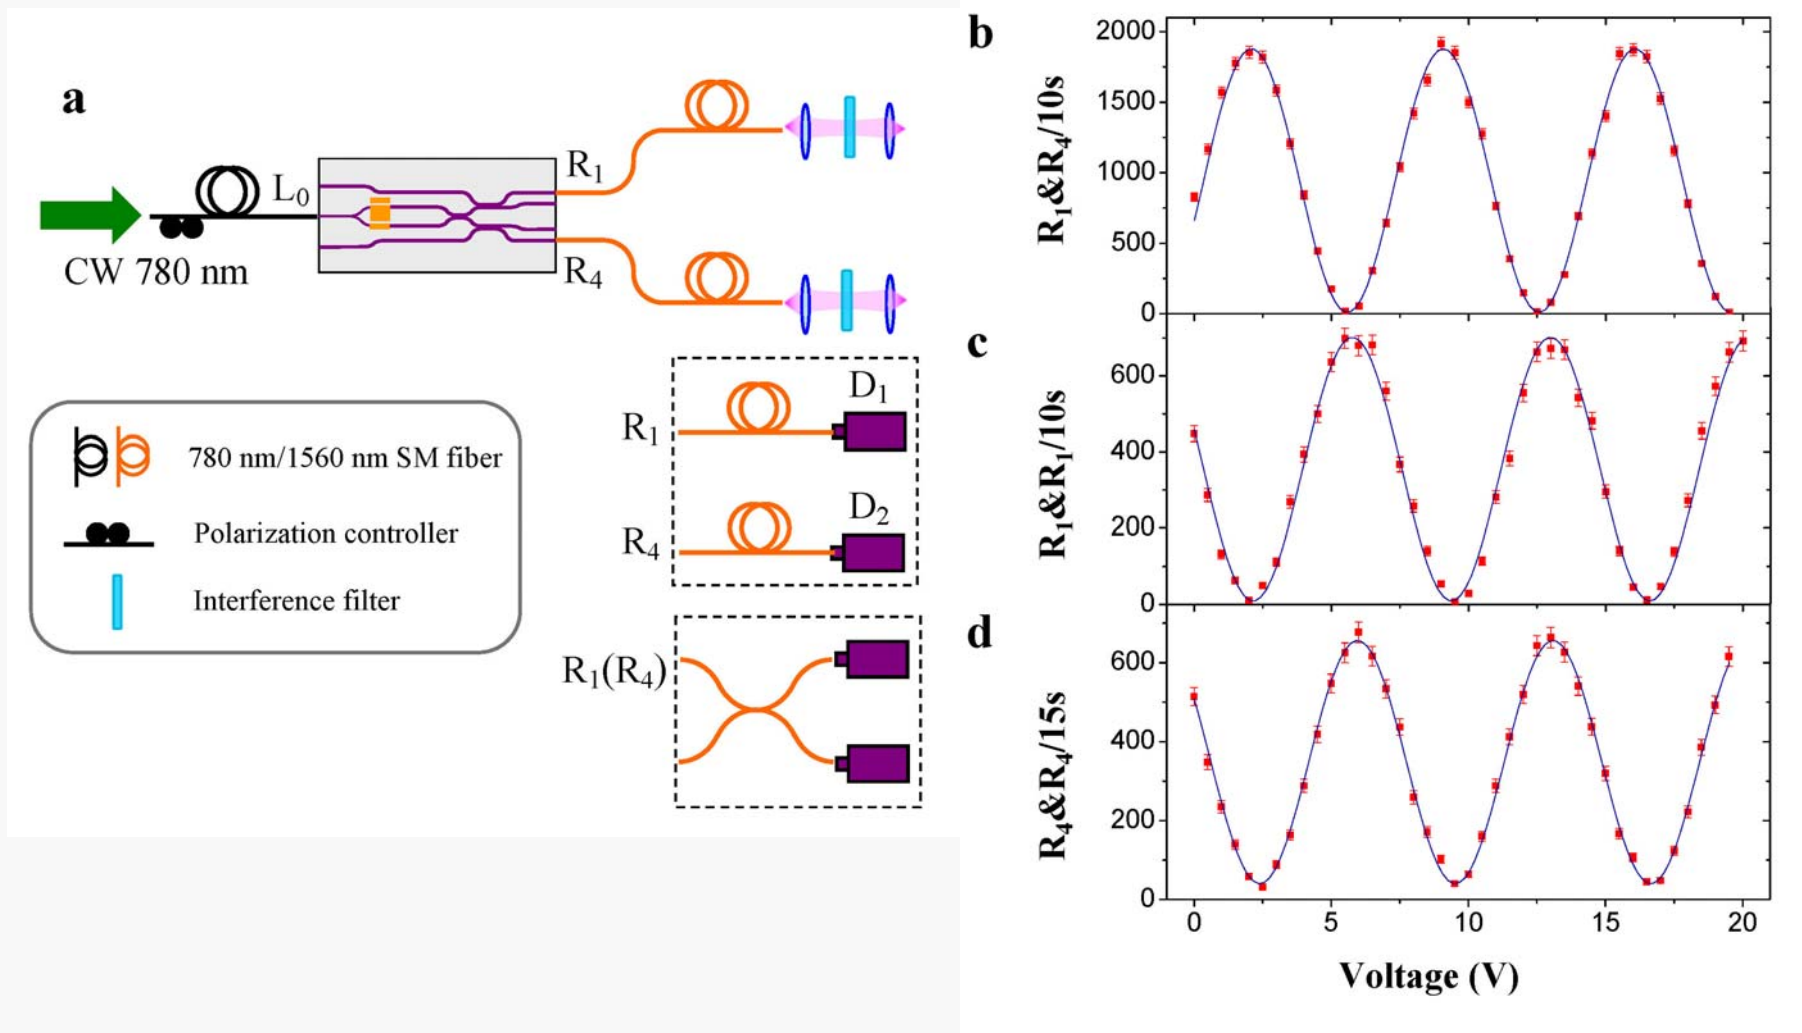 a
L₀
CW 780 nm
R₁
R₄
780 nm/1560 nm SM fiber
Polarization controller
Interference filter
R₁
D₁
R₄
D₂
R₁(R₄)
b
R₁&R₄/10s
2000
1500
1000
500
0
c
R₁&R₁/10s
600
400
200
0
d
R₄&R₄/15s
600
400
200
0
0 5 10 15 20
Voltage (V)